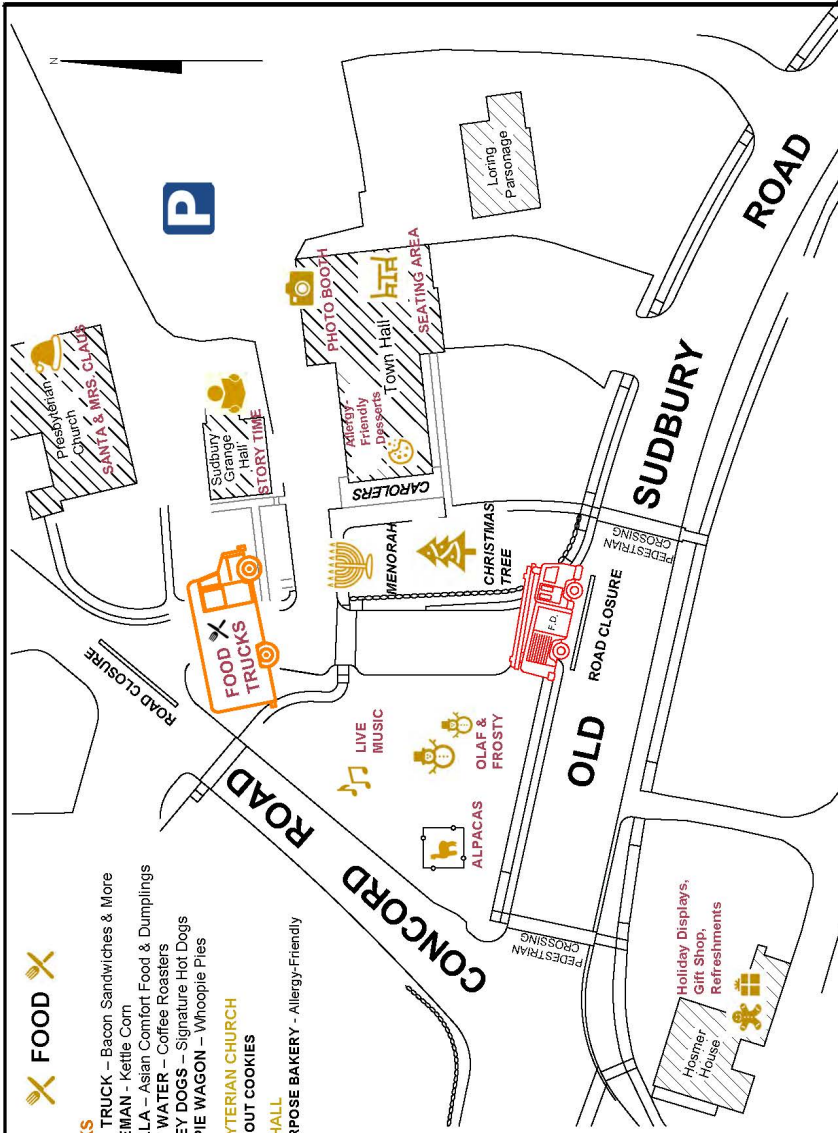 FOOD
KS
TRUCK – Bacon Sandwiches & More
EMAN - Kettle Corn
LA – Asian Comfort Food & Dumplings
WATER – Coffee Roasters
EY DOGS – Signature Hot Dogs
PIE WAGON – Whoopie Pies
YTERIAN CHURCH
OUT COOKIES
HALL
RPOSE BAKERY - Allergy-Friendly
N
P
Presbyterian
Church
SANTA & MRS. CLAUS
Sudbury
Grange
Hall
STORY TIME
PHOTO BOOTH
Allergy-
Friendly
Desserts
Town Hall
SEATING AREA
Loring
Parsonage
CAROLERS
MENORAH
CHRISTMAS
TREE
FOOD
TRUCKS
ROAD CLOSURE
LIVE
MUSIC
OLAF &
FROSTY
ALPACAS
F.D.
ROAD CLOSURE
PEDESTRIAN
CROSSING
PEDESTRIAN
CROSSING
CONCORD ROAD
OLD SUDBURY ROAD
Holiday Displays,
Gift Shop,
Refreshments
Hosmer
House